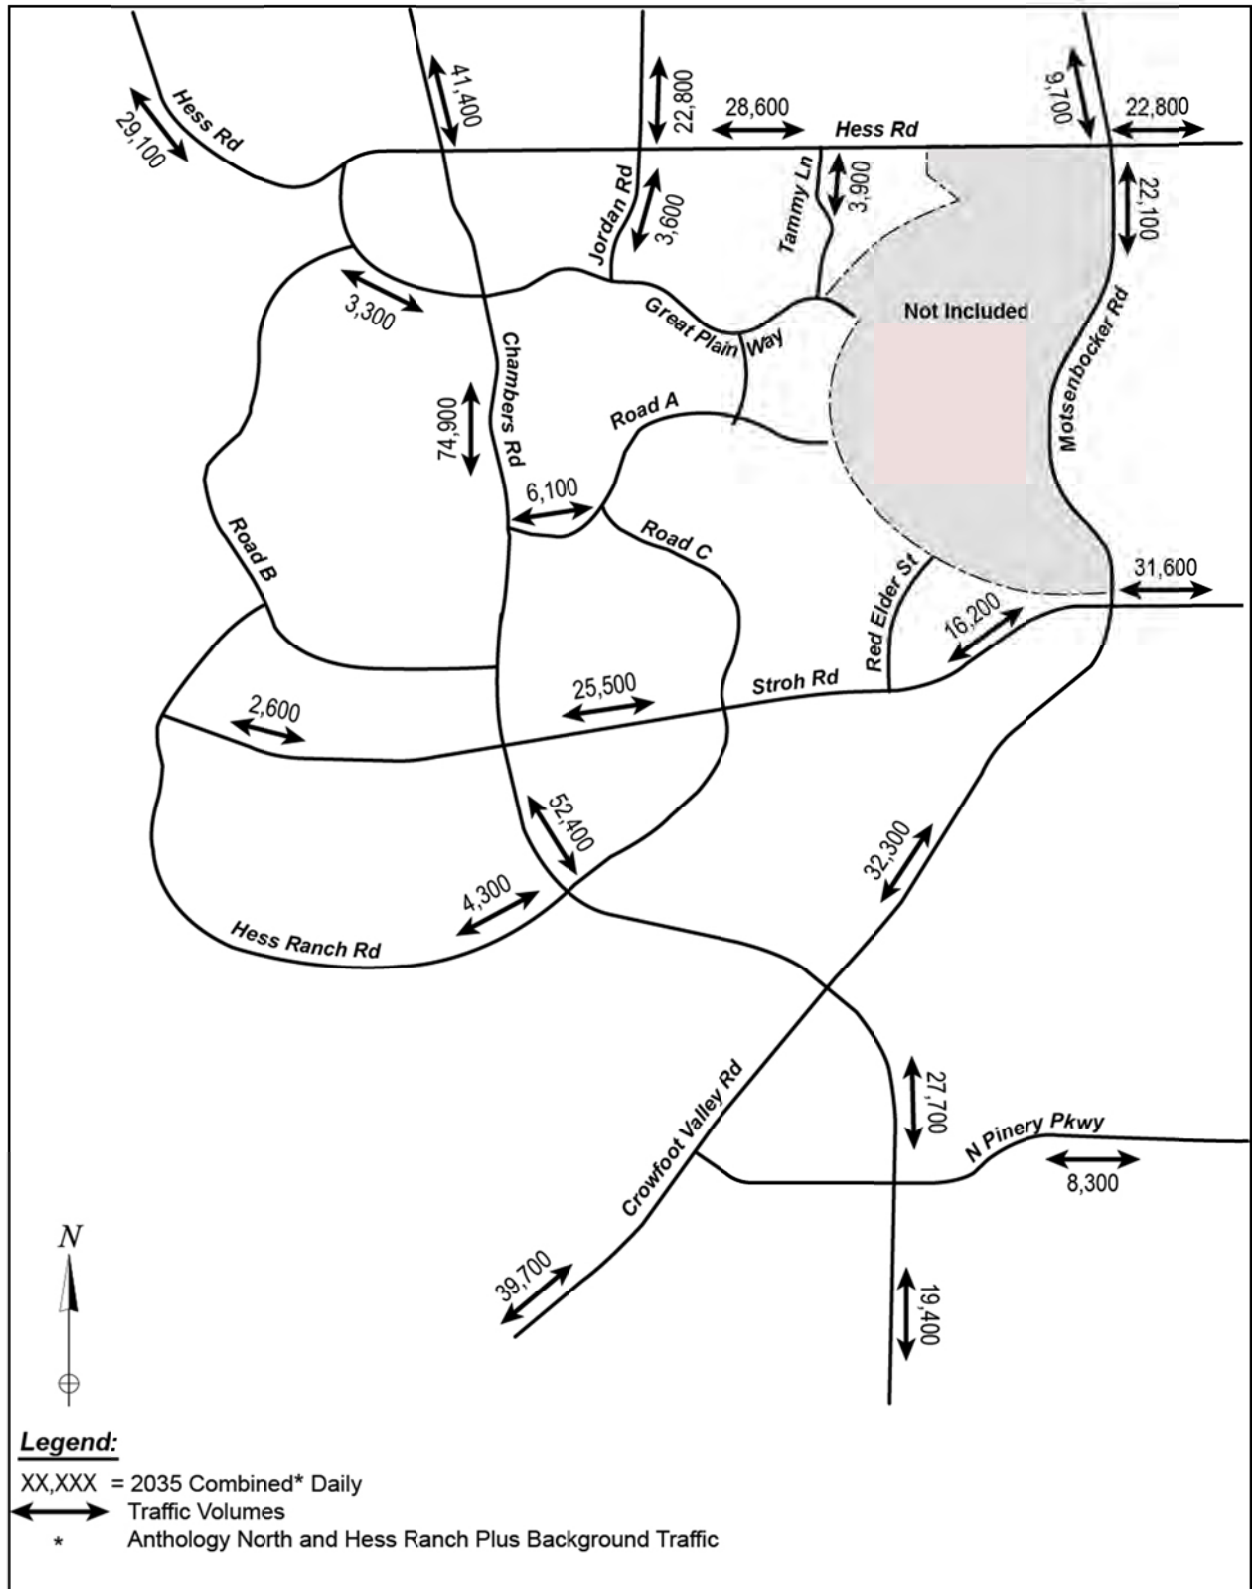 41,400
22,800
28,600
9,700
22,800
Hess Rd
29,100
Hess Rd
Jordan Rd
3,600
Tammy Ln
3,900
22,100
3,300
Great Plain Way
Not Included
Motsenbocker Rd
Chambers Rd
74,900
Road A
6,100
Road B
Road C
Red Elder St
31,600
16,200
Stroh Rd
25,500
2,600
52,400
32,300
4,300
Hess Ranch Rd
27,700
Crowfoot Valley Rd
N Pinery Pkwy
8,300
39,700
19,400
N
Legend:
XX,XXX = 2035 Combined* Daily
Traffic Volumes
* Anthology North and Hess Ranch Plus Background Traffic